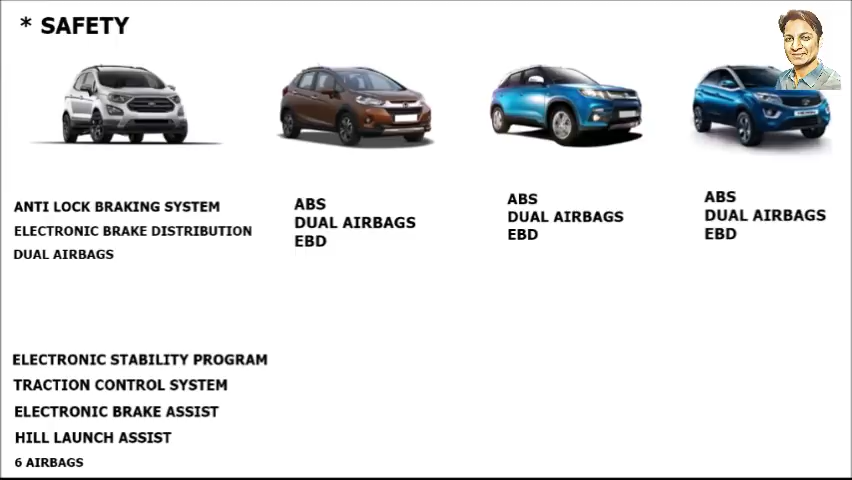 * SAFETY
ANTI LOCK BRAKING SYSTEM
ELECTRONIC BRAKE DISTRIBUTION
DUAL AIRBAGS
ABS
DUAL AIRBAGS
EBD
ABS
DUAL AIRBAGS
EBD
ABS
DUAL AIRBAGS
EBD
ELECTRONIC STABILITY PROGRAM
TRACTION CONTROL SYSTEM
ELECTRONIC BRAKE ASSIST
HILL LAUNCH ASSIST
6 AIRBAGS